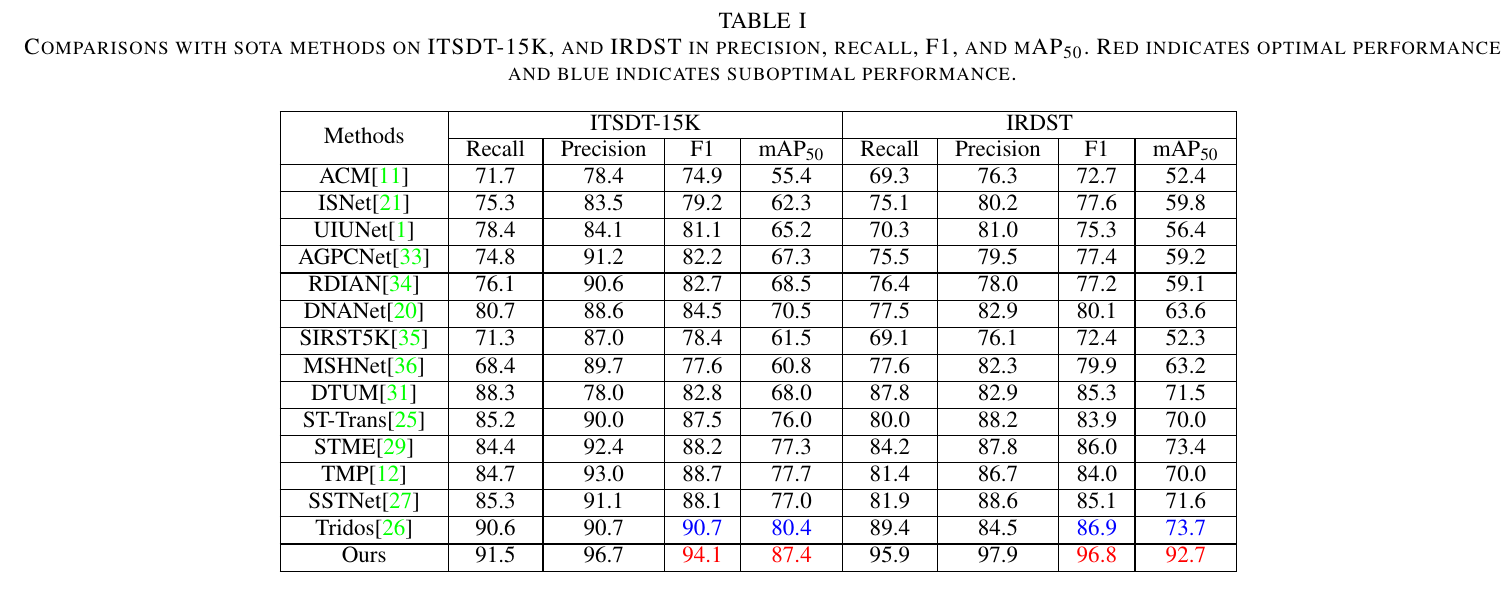 TABLE I
COMPARISONS WITH SOTA METHODS ON ITSDT-15K, AND IRDST IN PRECISION, RECALL, F1, AND MAP50. RED INDICATES OPTIMAL PERFORMANCE
AND BLUE INDICATES SUBOPTIMAL PERFORMANCE.
Methods ITSDT-15K IRDST
Recall Precision F1 mAP50 Recall Precision F1 mAP50
ACM[11] 71.7 78.4 74.9 55.4 69.3 76.3 72.7 52.4
ISNet[21] 75.3 83.5 79.2 62.3 75.1 80.2 77.6 59.8
UIUNet[1] 78.4 84.1 81.1 65.2 70.3 81.0 75.3 56.4
AGPCNet[33] 74.8 91.2 82.2 67.3 75.5 79.5 77.4 59.2
RDIAN[34] 76.1 90.6 82.7 68.5 76.4 78.0 77.2 59.1
DNANet[20] 80.7 88.6 84.5 70.5 77.5 82.9 80.1 63.6
SIRST5K[35] 71.3 87.0 78.4 61.5 69.1 76.1 72.4 52.3
MSHNet[36] 68.4 89.7 77.6 60.8 77.6 82.3 79.9 63.2
DTUM[31] 88.3 78.0 82.8 68.0 87.8 82.9 85.3 71.5
ST-Trans[25] 85.2 90.0 87.5 76.0 80.0 88.2 83.9 70.0
STME[29] 84.4 92.4 88.2 77.3 84.2 87.8 86.0 73.4
TMP[12] 84.7 93.0 88.7 77.7 81.4 86.7 84.0 70.0
SSTNet[27] 85.3 91.1 88.1 77.0 81.9 88.6 85.1 71.6
Tridos[26] 90.6 90.7 90.7 80.4 89.4 84.5 86.9 73.7
Ours 91.5 96.7 94.1 87.4 95.9 97.9 96.8 92.7